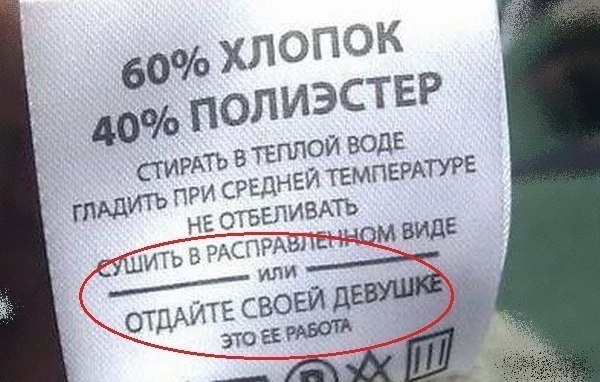 60% ХЛОПОК
40% ПОЛИЭСТЕР
СТИРАТЬ В ТЕПЛОЙ ВОДЕ
ГЛАДИТЬ ПРИ СРЕДНЕЙ ТЕМПЕРАТУРЕ
НЕ ОТБЕЛИВАТЬ
СУШИТЬ В РАСПРАВЛЕННОМ ВИДЕ
ИЛИ
ОТДАЙТЕ СВОЕЙ ДЕВУШКЕ
ЭТО ЕЕ РАБОТА